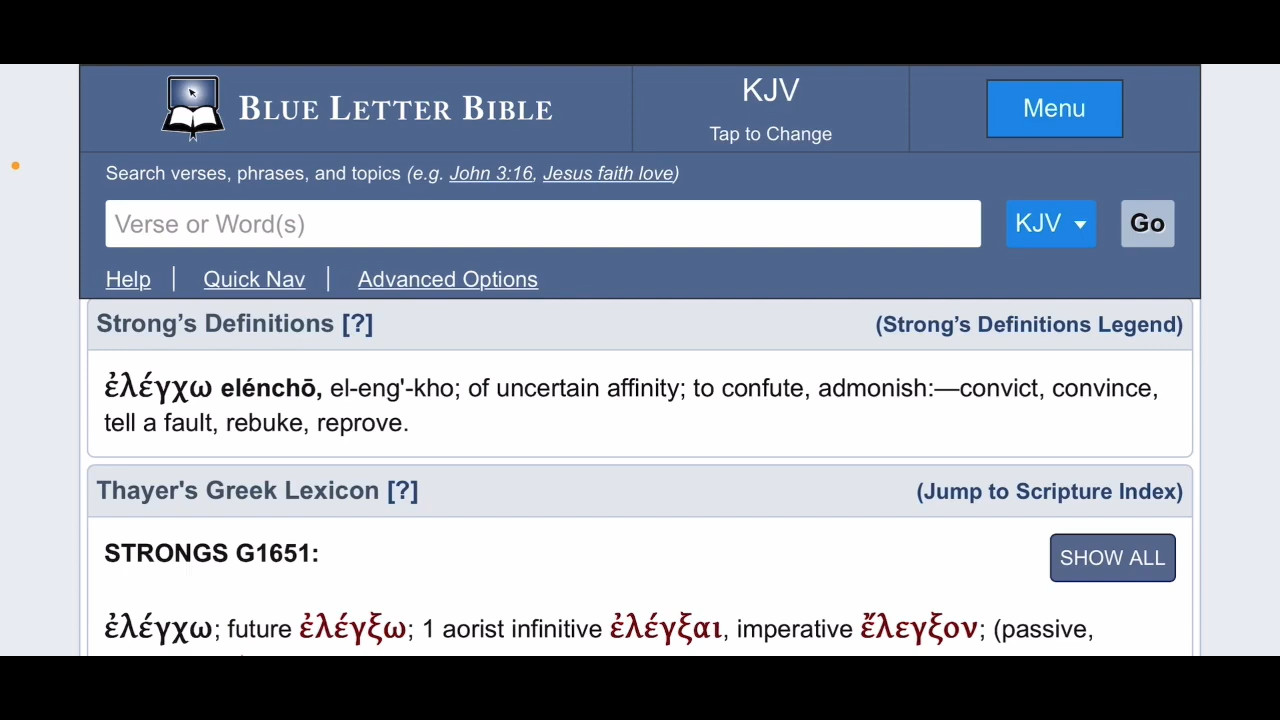 BLUE LETTER BIBLE
KJV
Tap to Change
Menu
Search verses, phrases, and topics (e.g. John 3:16, Jesus faith love)
Verse or Word(s)
KJV
Go
Help | Quick Nav | Advanced Options
Strong’s Definitions [?]
(Strong’s Definitions Legend)
ἐλέγχω elénchō, el-eng'-kho; of uncertain affinity; to confute, admonish:—convict, convince,
tell a fault, rebuke, reprove.
Thayer's Greek Lexicon [?]
(Jump to Scripture Index)
STRONGS G1651:
SHOW ALL
ἐλέγχω; future ἐλέγξω; 1 aorist infinitive ἐλέγξαι, imperative ἔλεγξον; (passive,